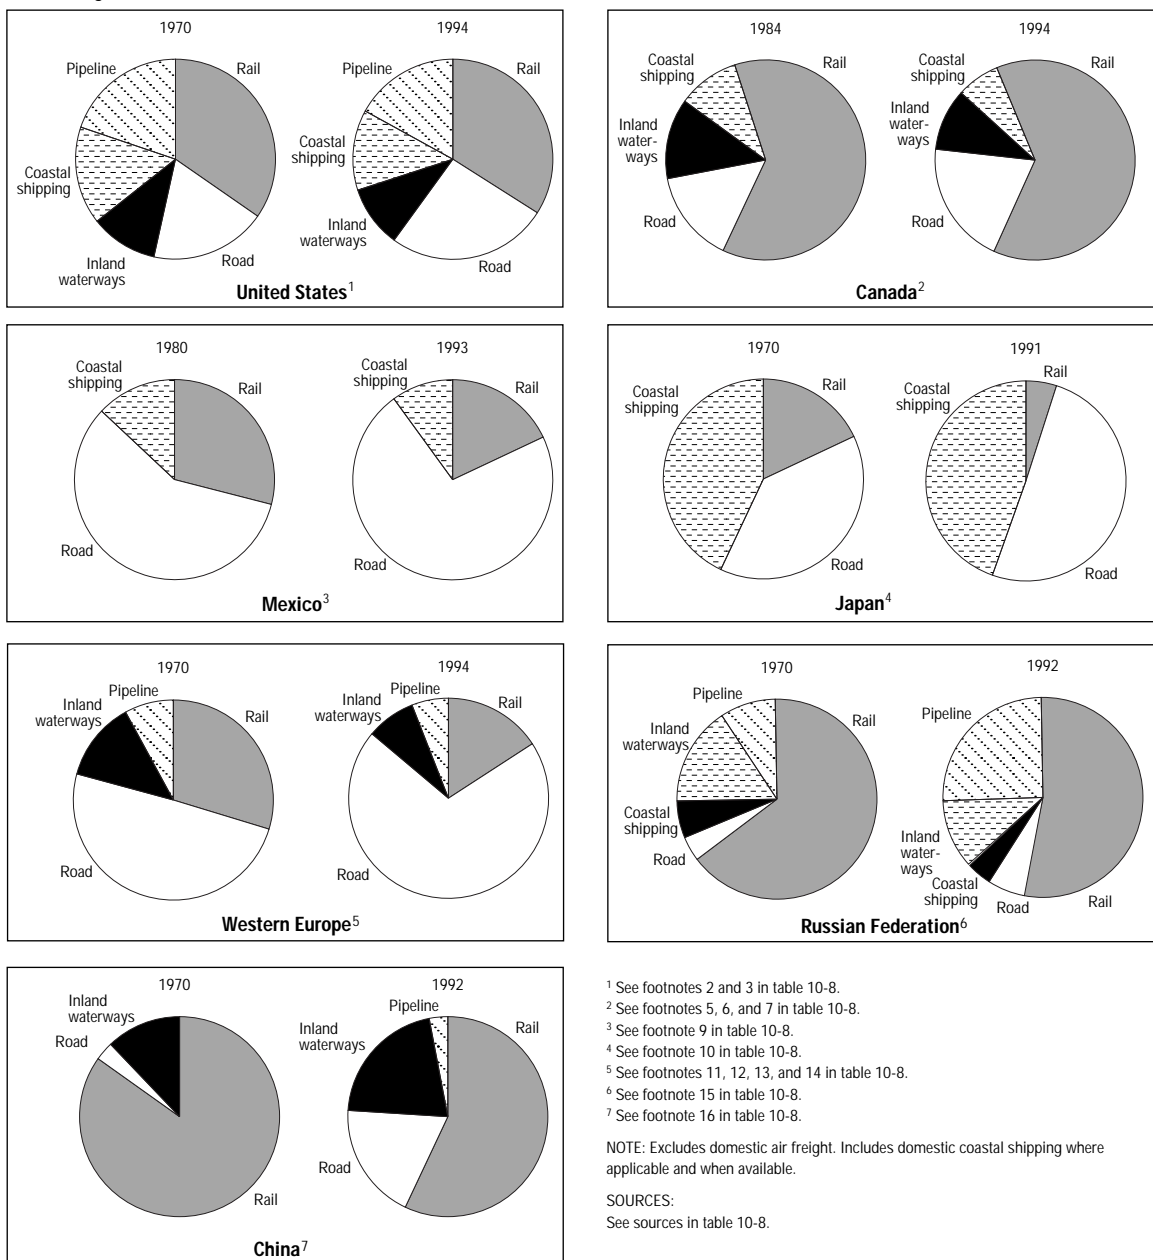 1970
1994
Pipeline
Rail
Coastal
shipping
Inland
waterways
Road
Pipeline
Rail
Coastal
shipping
Inland
waterways
Road
United States1
1984
1994
Coastal
shipping
Rail
Inland
water-
ways
Road
Coastal
shipping
Rail
Inland
water-
ways
Road
Canada2
1980
1993
Coastal
shipping
Rail
Road
Coastal
shipping
Rail
Road
Mexico3
1970
1991
Coastal
shipping
Rail
Road
Coastal
shipping
Rail
Road
Japan4
1970
1994
Pipeline
Inland
waterways
Rail
Road
Pipeline
Inland
waterways
Rail
Road
Western Europe5
1970
1992
Pipeline
Rail
Inland
waterways
Coastal
shipping
Road
Pipeline
Inland
water-
ways
Coastal
shipping
Road
Rail
Russian Federation6
1970
1992
Inland
waterways
Road
Rail
Pipeline
Inland
waterways
Rail
Road
China7
1 See footnotes 2 and 3 in table 10-8.
2 See footnotes 5, 6, and 7 in table 10-8.
3 See footnote 9 in table 10-8.
4 See footnote 10 in table 10-8.
5 See footnotes 11, 12, 13, and 14 in table 10-8.
6 See footnote 15 in table 10-8.
7 See footnote 16 in table 10-8.
NOTE: Excludes domestic air freight. Includes domestic coastal shipping where
applicable and when available.
SOURCES:
See sources in table 10-8.